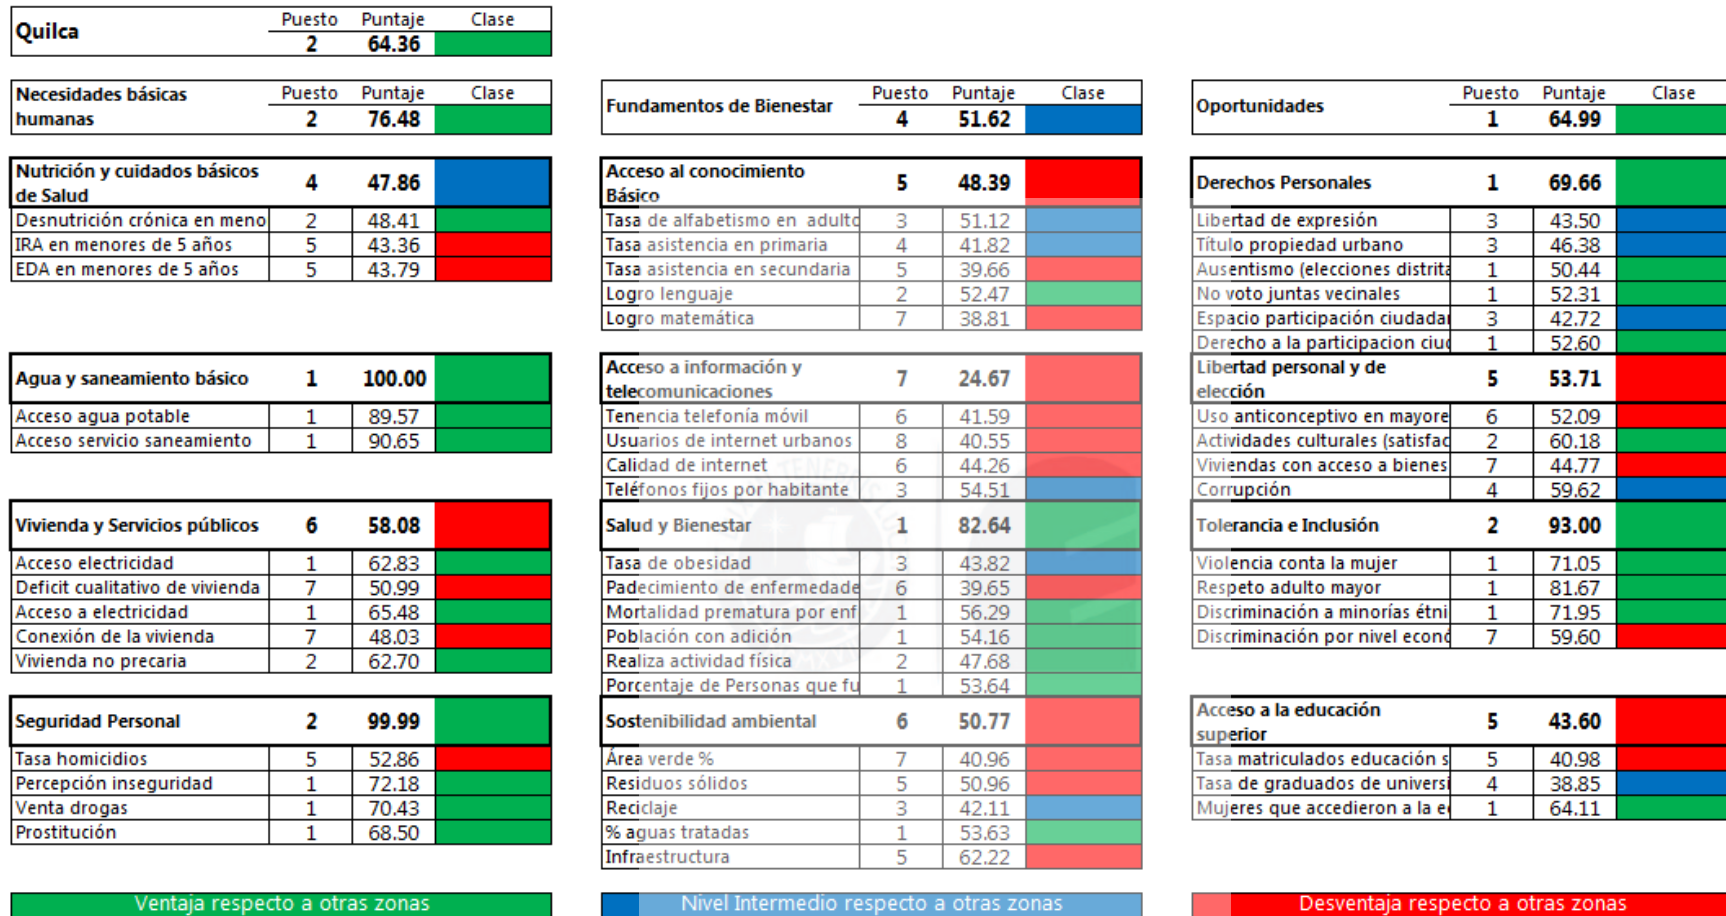 Quilca Puesto Puntaje Clase
2 64.36
Necesidades básicas humanas Puesto Puntaje Clase
2 76.48
Nutrición y cuidados básicos de Salud 4 47.86
Desnutrición crónica en meno 2 48.41
IRA en menores de 5 años 5 43.36
EDA en menores de 5 años 5 43.79
Agua y saneamiento básico 1 100.00
Acceso agua potable 1 89.57
Acceso servicio saneamiento 1 90.65
Vivienda y Servicios públicos 6 58.08
Acceso electricidad 1 62.83
Deficit cualitativo de vivienda 7 50.99
Acceso a electricidad 1 65.48
Conexión de la vivienda 7 48.03
Vivienda no precaria 2 62.70
Seguridad Personal 2 99.99
Tasa homicidios 5 52.86
Percepción inseguridad 1 72.18
Venta drogas 1 70.43
Prostitución 1 68.50
Fundamentos de Bienestar Puesto Puntaje Clase
4 51.62
Acceso al conocimiento Básico 5 48.39
Tasa de alfabetismo en adulto 3 51.12
Tasa asistencia en primaria 4 41.82
Tasa asistencia en secundaria 5 39.66
Logro lenguaje 2 52.47
Logro matemática 7 38.81
Acceso a información y telecomunicaciones 7 24.67
Tenencia telefonía móvil 6 41.59
Usuarios de internet urbanos 8 40.55
Calidad de internet 6 44.26
Teléfonos fijos por habitante 3 54.51
Salud y Bienestar 1 82.64
Tasa de obesidad 3 43.82
Padecimiento de enfermedade 6 39.65
Mortalidad prematura por enf 1 56.29
Población con adición 1 54.16
Realiza actividad física 2 47.68
Porcentaje de Personas que fu 1 53.64
Sostenibilidad ambiental 6 50.77
Área verde % 7 40.96
Residuos sólidos 5 50.96
Reciclaje 3 42.11
% aguas tratadas 1 53.63
Infraestructura 5 62.22
Oportunidades Puesto Puntaje Clase
1 64.99
Derechos Personales 1 69.66
Libertad de expresión 3 43.50
Título propiedad urbano 3 46.38
Ausentismo (elecciones distrita 1 50.44
No voto juntas vecinales 1 52.31
Espacio participación ciudadan 3 42.72
Derecho a la participacion ciud 1 52.60
Libertad personal y de elección 5 53.71
Uso anticonceptivo en mayore 6 52.09
Actividades culturales (satisfac 2 60.18
Viviendas con acceso a bienes 7 44.77
Corrupción 4 59.62
Tolerancia e Inclusión 2 93.00
Violencia conta la mujer 1 71.05
Respeto adulto mayor 1 81.67
Discriminación a minorías étni 1 71.95
Discriminación por nivel econó 7 59.60
Acceso a la educación superior 5 43.60
Tasa matriculados educación s 5 40.98
Tasa de graduados de universi 4 38.85
Mujeres que accedieron a la e 1 64.11
Ventaja respecto a otras zonas
Nivel Intermedio respecto a otras zonas
Desventaja respecto a otras zonas